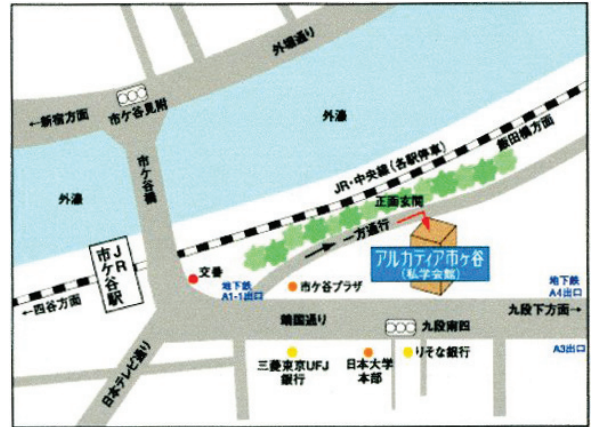 外堀通り
市ケ谷見附
←新宿方面
外濠
市ケ谷橋
飯田橋方面
JR・中央線(各駅停車)
外濠
正面玄関
一方通行
アルカディア市ヶ谷
(私学会館)
JR
市ケ谷駅
交番
地下鉄
A1-1出口
市ケ谷プラザ
地下鉄
A4出口
←四谷方面
靖国通り
九段南四
九段下方面→
日本テレビ通り
三菱東京UFJ
銀行
日本大学
本部
りそな銀行
A3出口